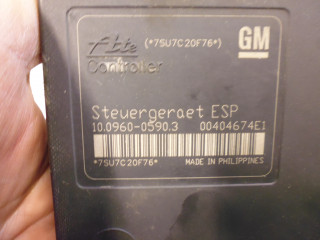 Ate (*75U7C20F76*) GM
Controller
Steuergeraet ESP
10.0960-0590.3 00404674E1
*75U7C20F76* MADE IN PHILIPPINES